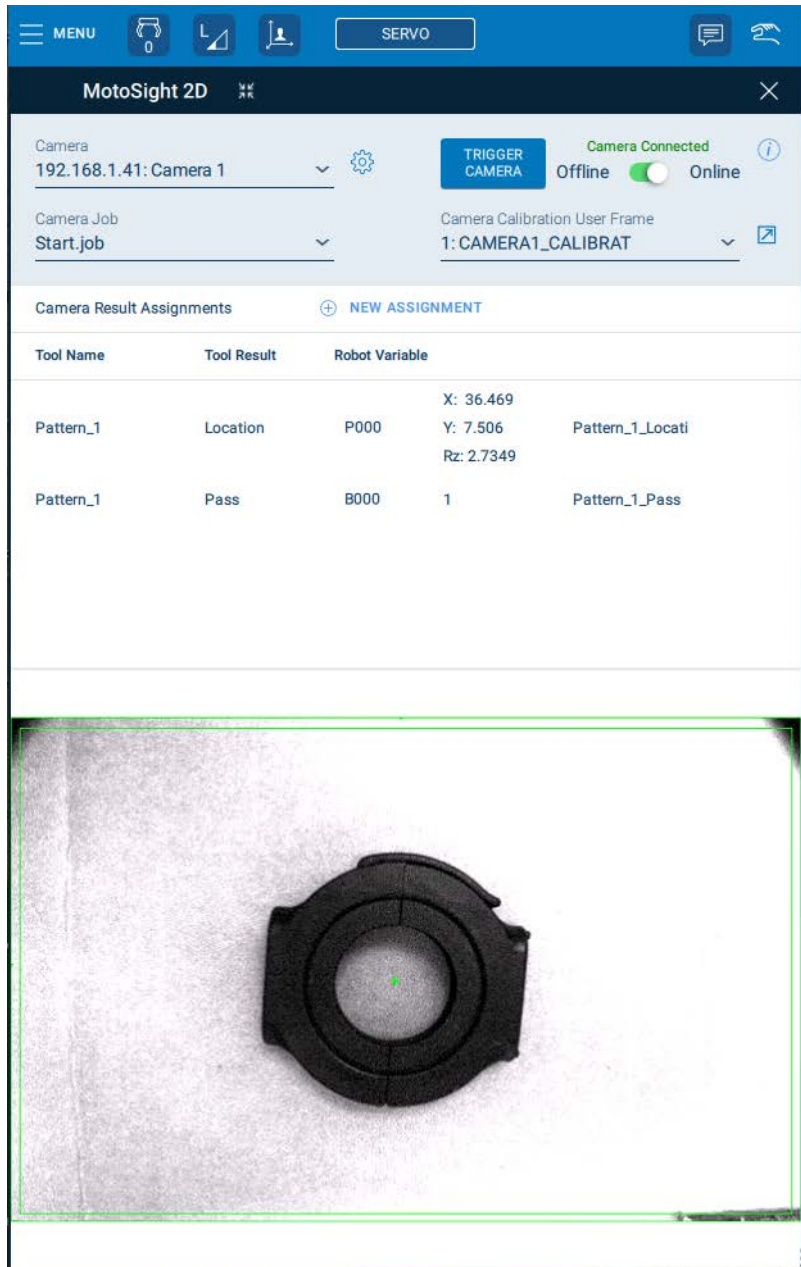 MENU
0
L
SERVO
MotoSight 2D
Camera
192.168.1.41: Camera 1
TRIGGER
CAMERA
Camera Connected
Offline
Online
i
Camera Job
Start.job
Camera Calibration User Frame
1: CAMERA1_CALIBRAT
Camera Result Assignments
NEW ASSIGNMENT
Tool Name Tool Result Robot Variable
X: 36.469
Pattern_1 Location P000 Y: 7.506 Pattern_1_Locati
Rz: 2.7349
Pattern_1 Pass B000 1 Pattern_1_Pass